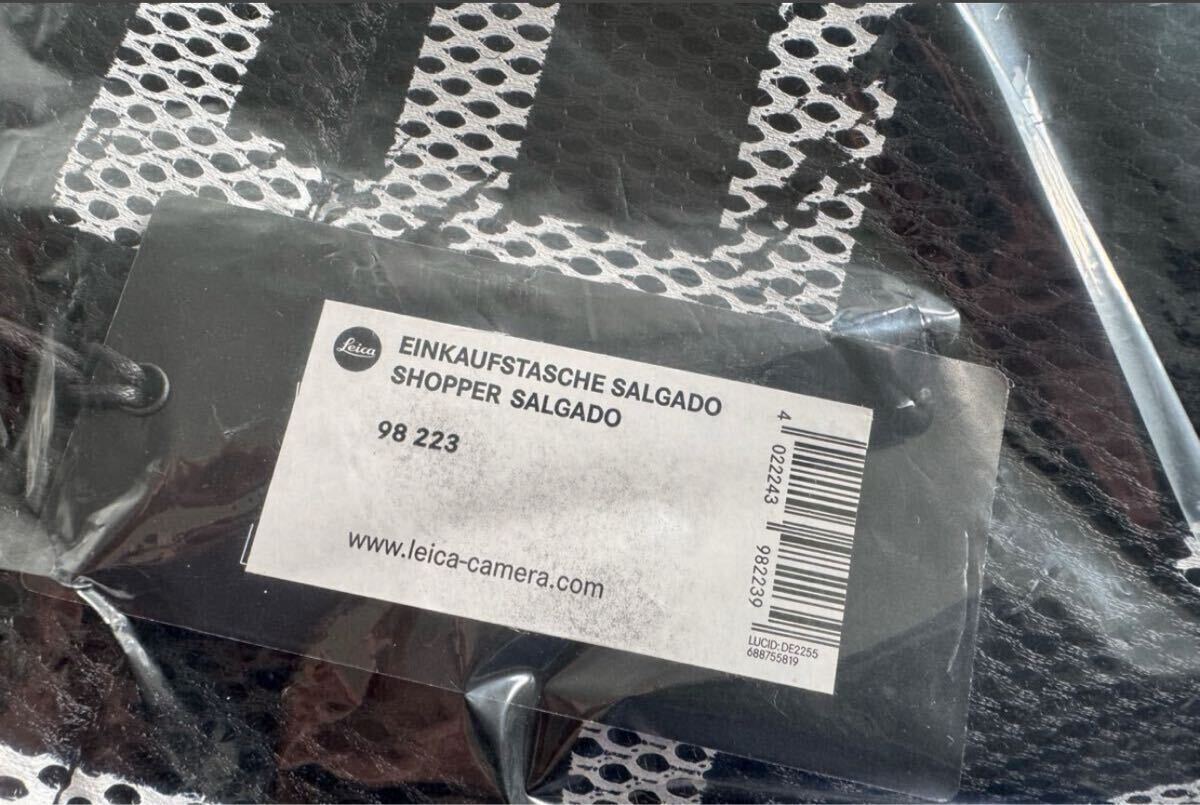 Leica
EINKAUFSTASCHE SALGADO
SHOPPER SALGADO
98 223
www.leica-camera.com
4 022243 982239
LUCID: DE2255
688755819